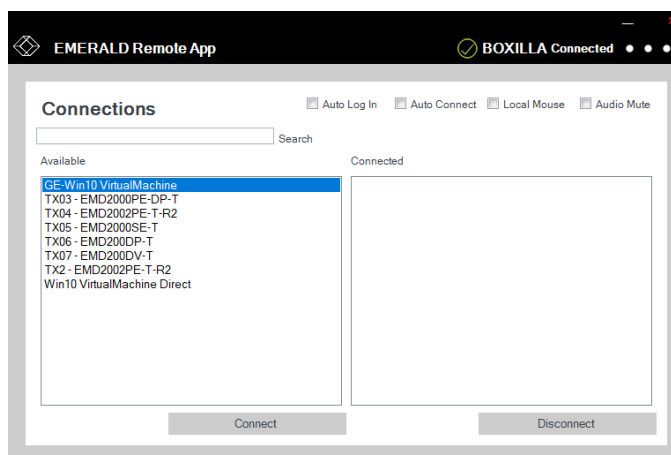 EMERALD Remote App
BOXILLA Connected
Connections
Auto Log In
Auto Connect
Local Mouse
Audio Mute
Search
Available
Connected
GE-Win10 VirtualMachine
TX03 - EMD2000PE-DP-T
TX04 - EMD2002PE-T-R2
TX05 - EMD2000SE-T
TX06 - EMD200DP-T
TX07 - EMD200DV-T
TX2 - EMD2002PE-T-R2
Win10 VirtualMachine Direct
Connect
Disconnect